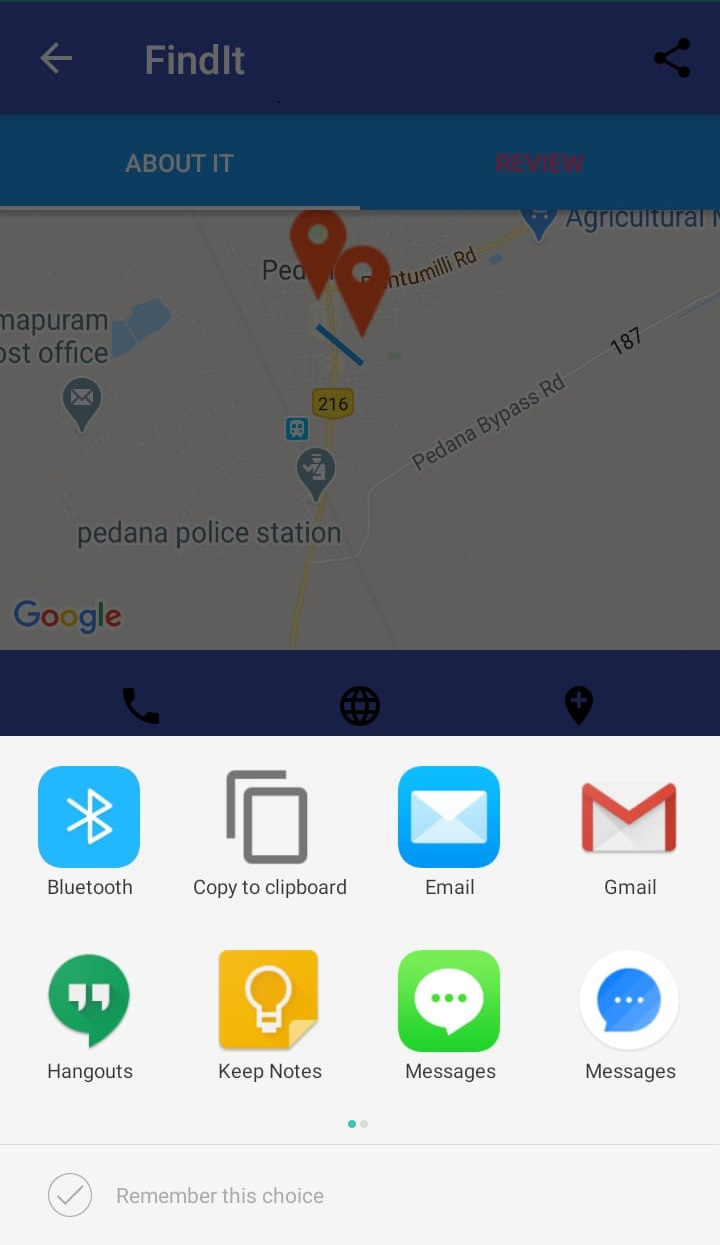 FindIt
ABOUT IT
REVIEW
Agricultural M
Ped
ntumilli Rd
mapuram
ost office
187
216
Pedana Bypass Rd
pedana police station
Google
Bluetooth
Copy to clipboard
Email
Gmail
Hangouts
Keep Notes
Messages
Messages
Remember this choice